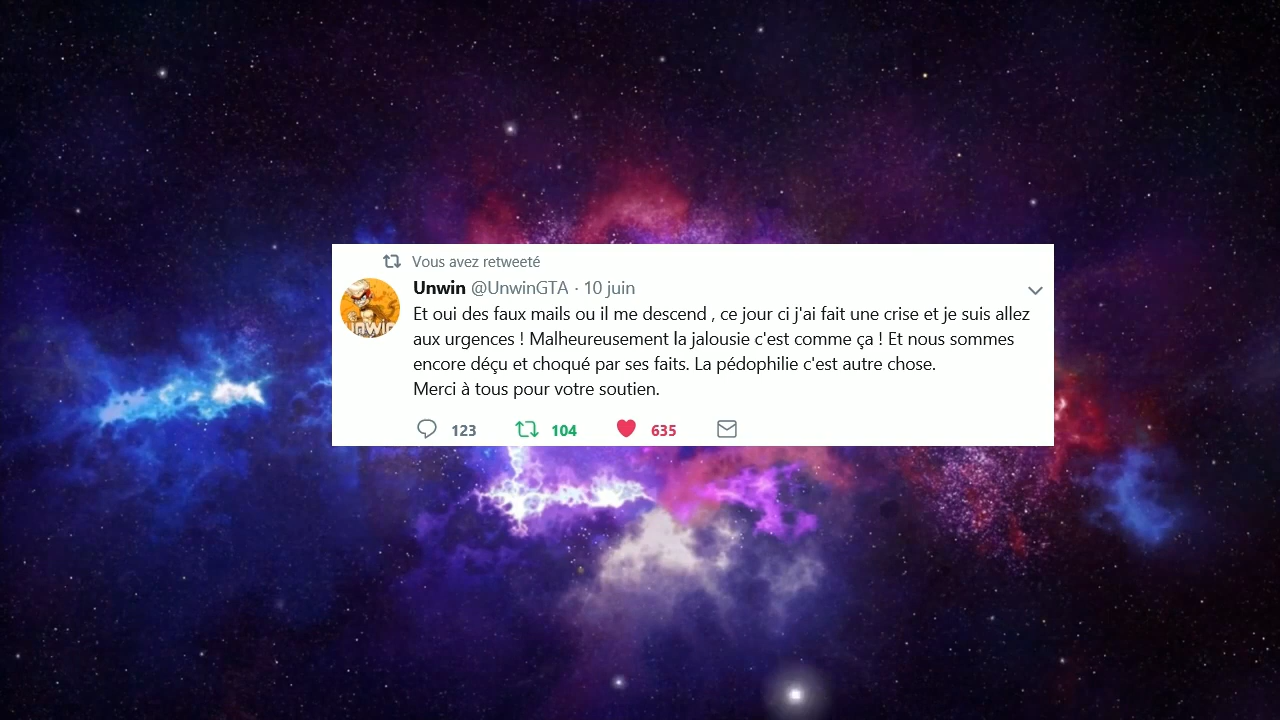 Vous avez retweeté
Unwin @UnwinGTA · 10 juin
Et oui des faux mails ou il me descend , ce jour ci j'ai fait une crise et je suis allez
aux urgences ! Malheureusement la jalousie c'est comme ça ! Et nous sommes
encore déçu et choqué par ses faits. La pédophilie c'est autre chose.
Merci à tous pour votre soutien.
123 104 635